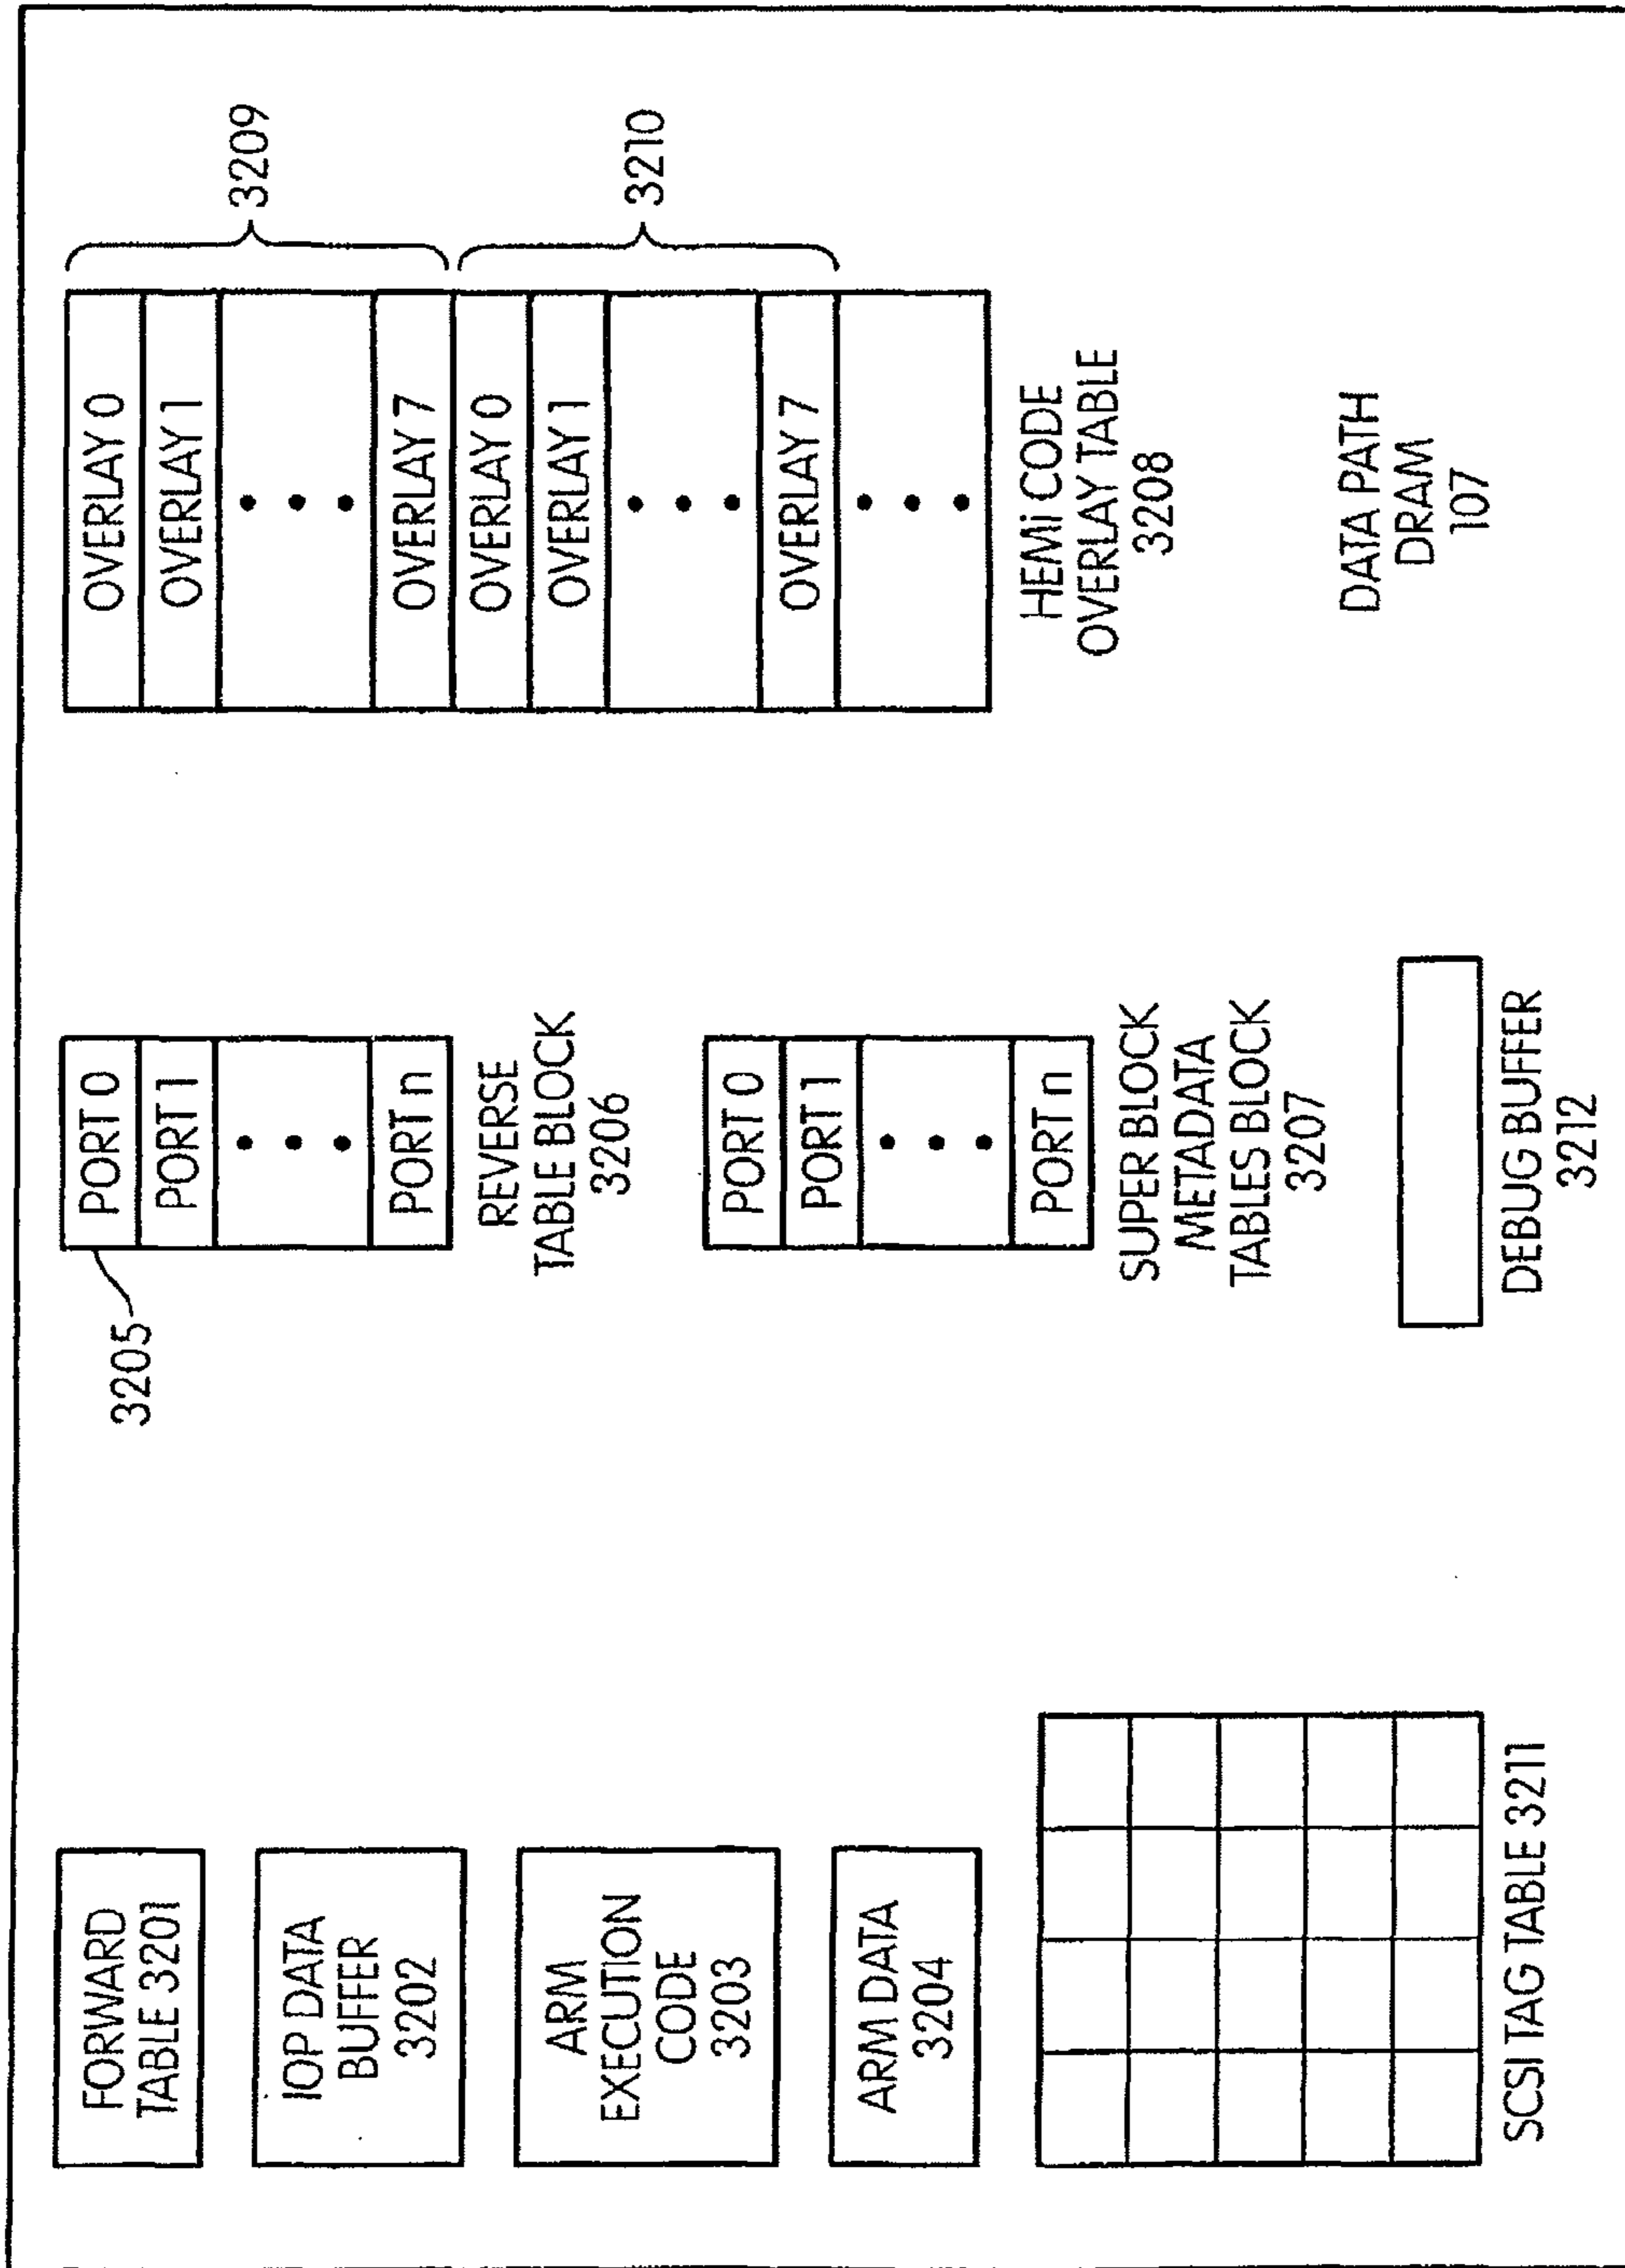 FORWARD
TABLE 3201
IOP DATA
BUFFER
3202
ARM
EXECUTION
CODE
3203
ARM DATA
3204
SCSI TAG TABLE 3211
3205
PORT 0
PORT 1
PORT n
REVERSE
TABLE BLOCK
3206
PORT 0
PORT 1
PORT n
SUPER BLOCK
METADATA
TABLES BLOCK
3207
DEBUG BUFFER
3212
OVERLAY 0
OVERLAY 1
OVERLAY 7
3209
OVERLAY 0
OVERLAY 1
OVERLAY 7
3210
HEMi CODE
OVERLAY TABLE
3208
DATA PATH
DRAM
107